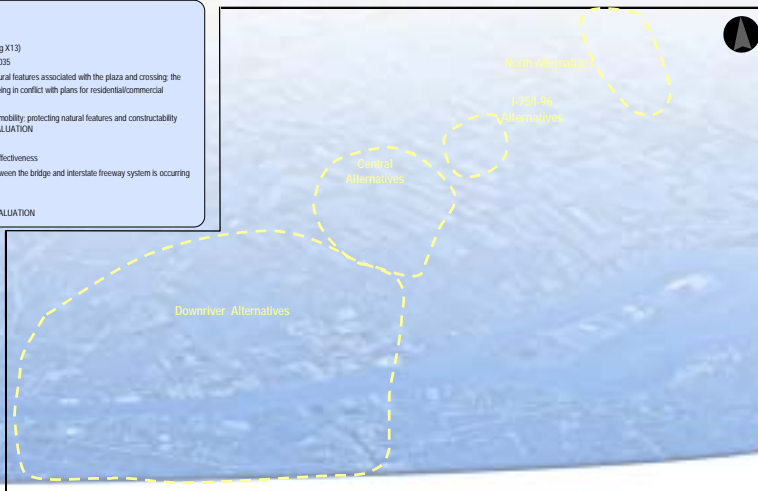 g X13)
035
ural features associated with the plaza and crossing; the
eing in conflict with plans for residential/commercial
mobility; protecting natural features and constructability
ALUATION
ffectiveness
ween the bridge and interstate freeway system is occurring
ALUATION
North Alternatives
I-75/I-96
Alternatives
Central
Alternatives
Downriver Alternatives